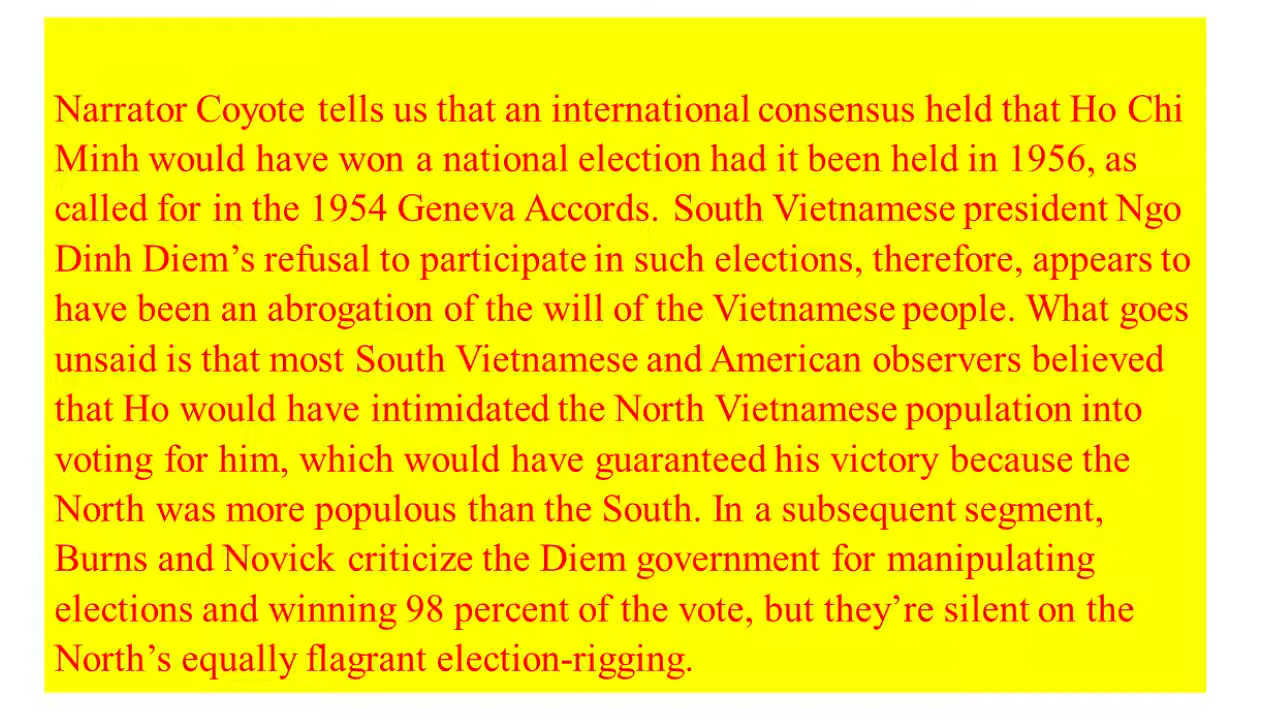 Narrator Coyote tells us that an international consensus held that Ho Chi
Minh would have won a national election had it been held in 1956, as
called for in the 1954 Geneva Accords. South Vietnamese president Ngo
Dinh Diem’s refusal to participate in such elections, therefore, appears to
have been an abrogation of the will of the Vietnamese people. What goes
unsaid is that most South Vietnamese and American observers believed
that Ho would have intimidated the North Vietnamese population into
voting for him, which would have guaranteed his victory because the
North was more populous than the South. In a subsequent segment,
Burns and Novick criticize the Diem government for manipulating
elections and winning 98 percent of the vote, but they’re silent on the
North’s equally flagrant election-rigging.